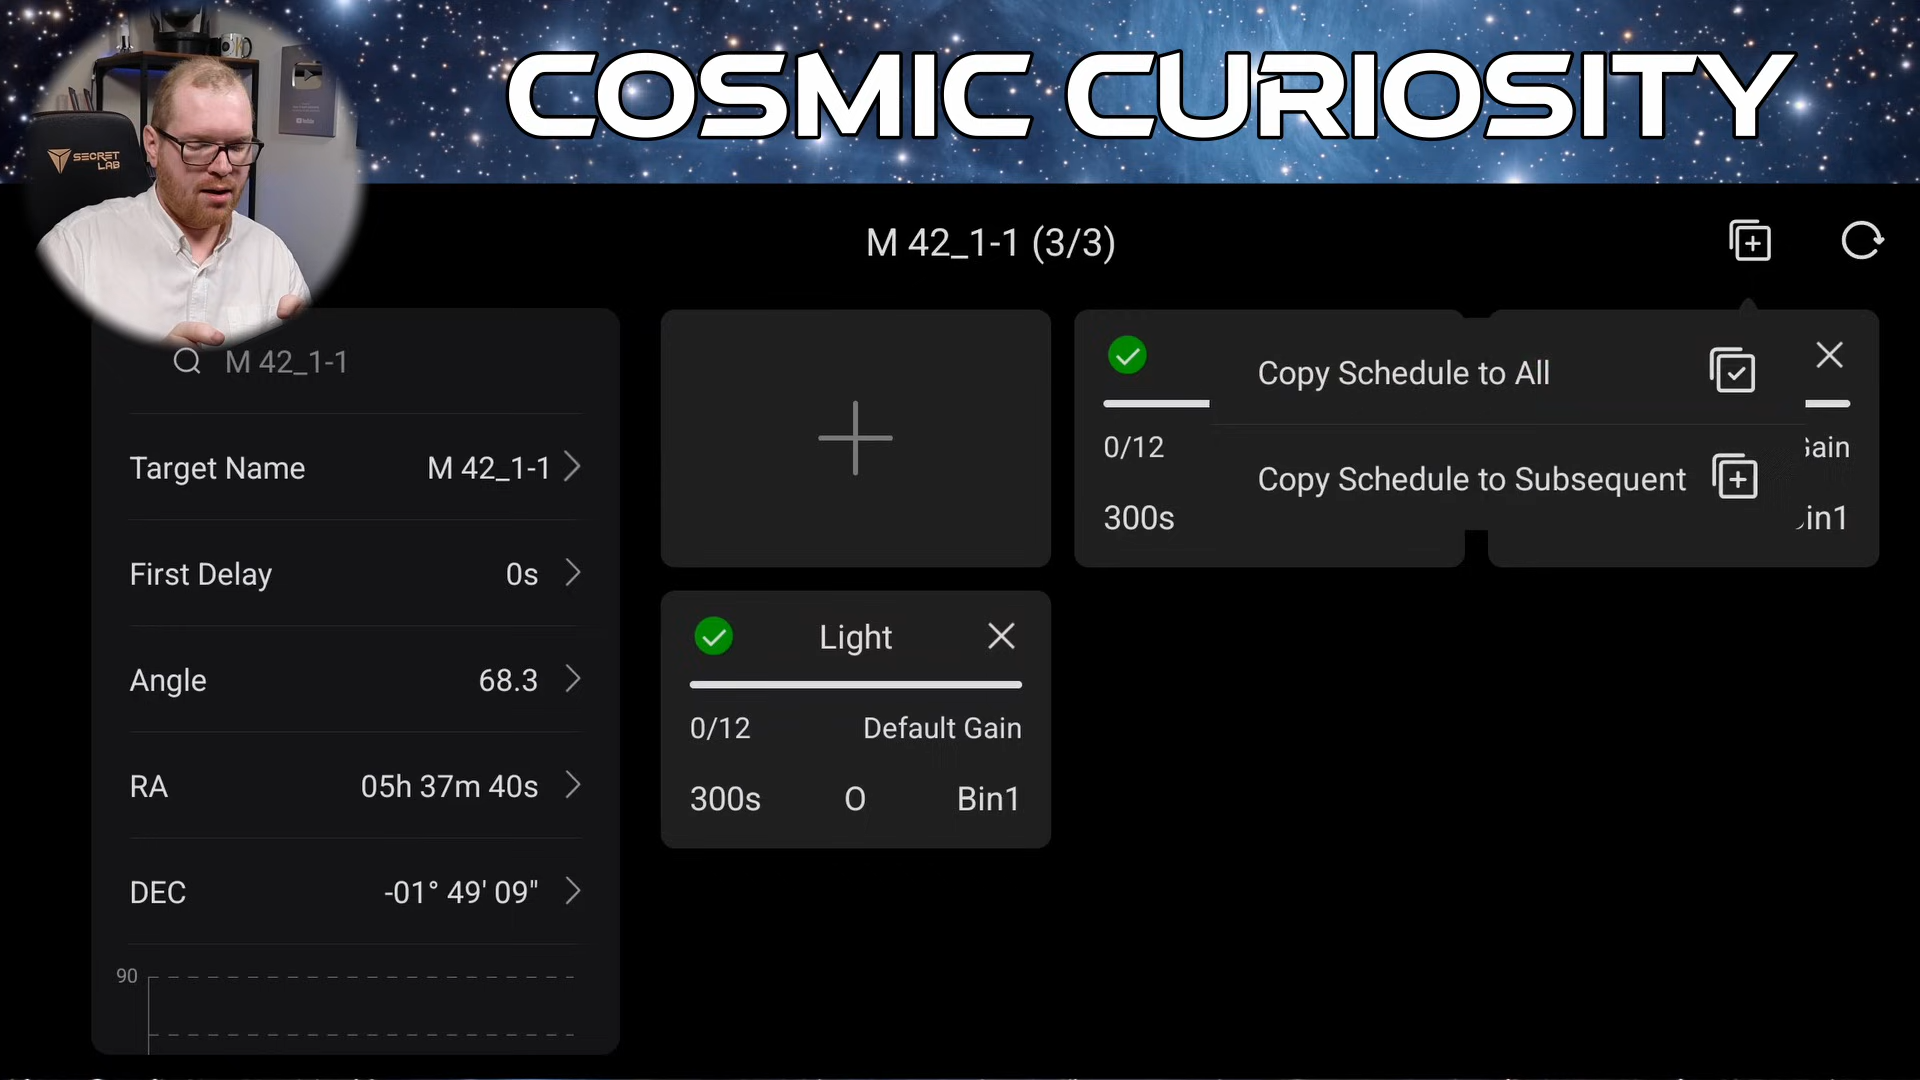 COSMIC CURIOSITY
SECRET
LAB
M 42_1-1 (3/3)
M 42_1-1
Target Name M 42_1-1
First Delay 0s
Angle 68.3
RA 05h 37m 40s
DEC -01° 49' 09"
90
Copy Schedule to All
0/12
Copy Schedule to Subsequent
300s
Light
0/12 Default Gain
300s O Bin1